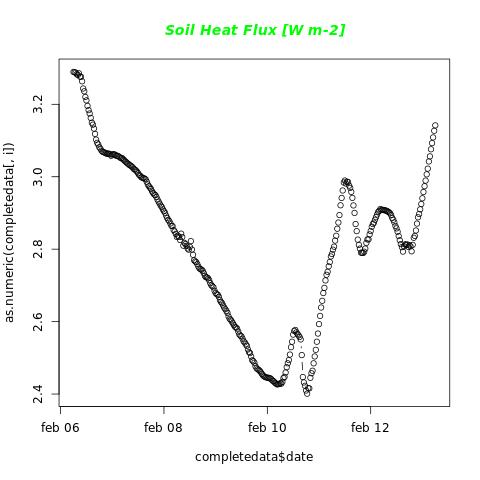 Soil Heat Flux [W m-2]
as.numeric(completedata[, i])
3.2
3.0
2.8
2.6
2.4
feb 06 feb 08 feb 10 feb 12
completedata$date